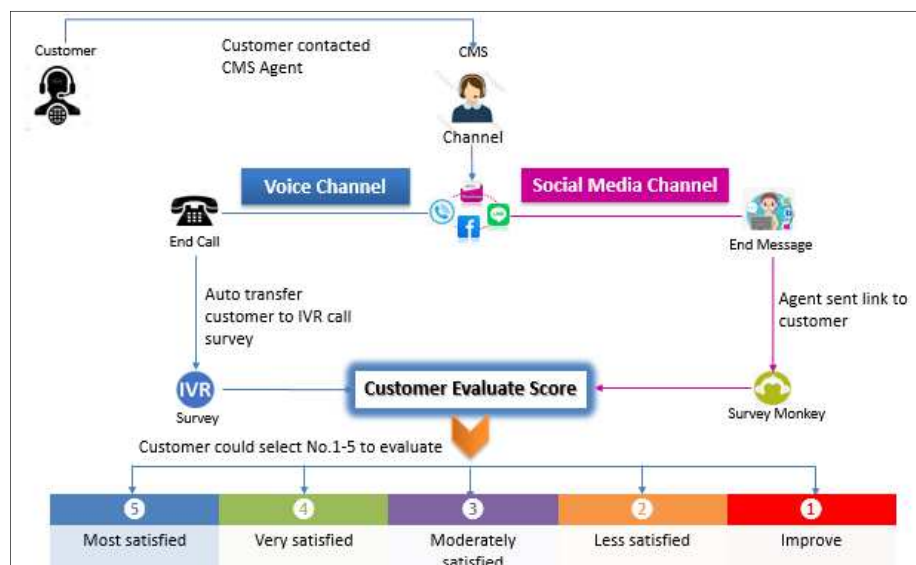 Customer
Customer contacted
CMS Agent
CMS
Channel
Voice Channel
Social Media Channel
End Call
End Message
Auto transfer
customer to IVR call
survey
Agent sent link to
customer
IVR
Survey
Customer Evaluate Score
Survey Monkey
Customer could select No.1-5 to evaluate
5
4
3
2
1
Most satisfied
Very satisfied
Moderately
satisfied
Less satisfied
Improve